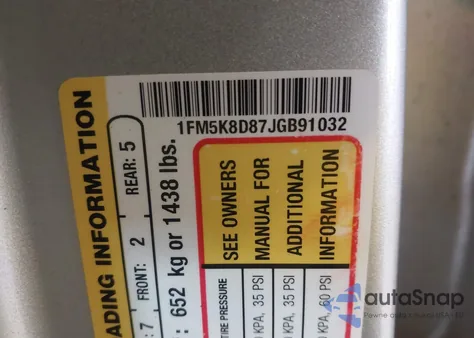 1FM5K8D87JGB91032
ADING INFORMATION
: 7 FRONT: 2 REAR: 5
: 652 kg or 1438 lbs.
SEE OWNERS
MANUAL FOR
ADDITIONAL
INFORMATION
TIRE PRESSURE
KPA, 35 PSI
KPA, 35 PSI
KPA, 60 PSI
autaSnap